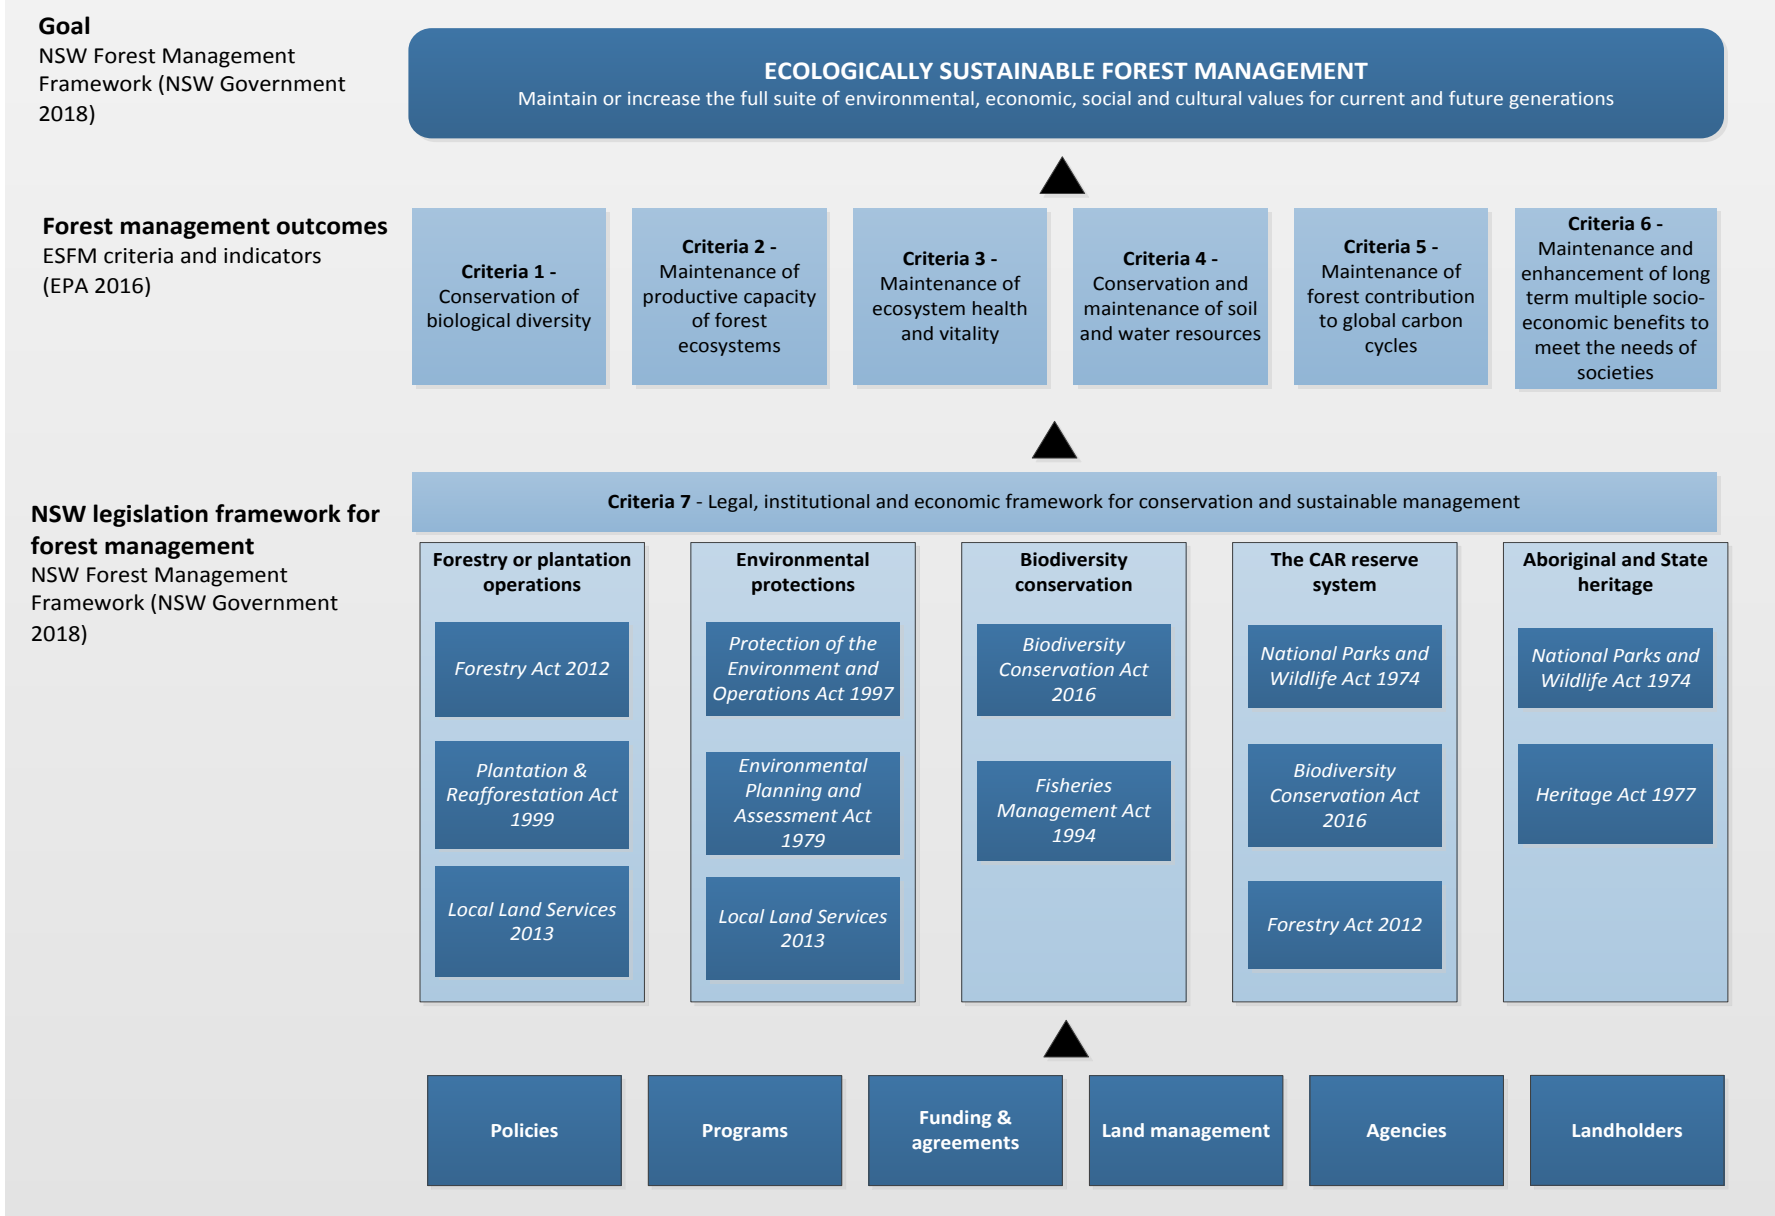 Goal
NSW Forest Management
Framework (NSW Government
2018)
ECOLOGICALLY SUSTAINABLE FOREST MANAGEMENT
Maintain or increase the full suite of environmental, economic, social and cultural values for current and future generations
Forest management outcomes
ESFM criteria and indicators
(EPA 2016)
Criteria 1 -
Conservation of
biological diversity
Criteria 2 -
Maintenance of
productive capacity
of forest
ecosystems
Criteria 3 -
Maintenance of
ecosystem health
and vitality
Criteria 4 -
Conservation and
maintenance of soil
and water resources
Criteria 5 -
Maintenance of
forest contribution
to global carbon
cycles
Criteria 6 -
Maintenance and
enhancement of long
term multiple socio-
economic benefits to
meet the needs of
societies
NSW legislation framework for
forest management
NSW Forest Management
Framework (NSW Government
2018)
Criteria 7 - Legal, institutional and economic framework for conservation and sustainable management
Forestry or plantation
operations
Forestry Act 2012
Plantation &
Reafforestation Act
1999
Local Land Services
2013
Environmental
protections
Protection of the
Environment and
Operations Act 1997
Environmental
Planning and
Assessment Act
1979
Local Land Services
2013
Biodiversity
conservation
Biodiversity
Conservation Act
2016
Fisheries
Management Act
1994
The CAR reserve
system
National Parks and
Wildlife Act 1974
Biodiversity
Conservation Act
2016
Forestry Act 2012
Aboriginal and State
heritage
National Parks and
Wildlife Act 1974
Heritage Act 1977
Policies
Programs
Funding &
agreements
Land management
Agencies
Landholders